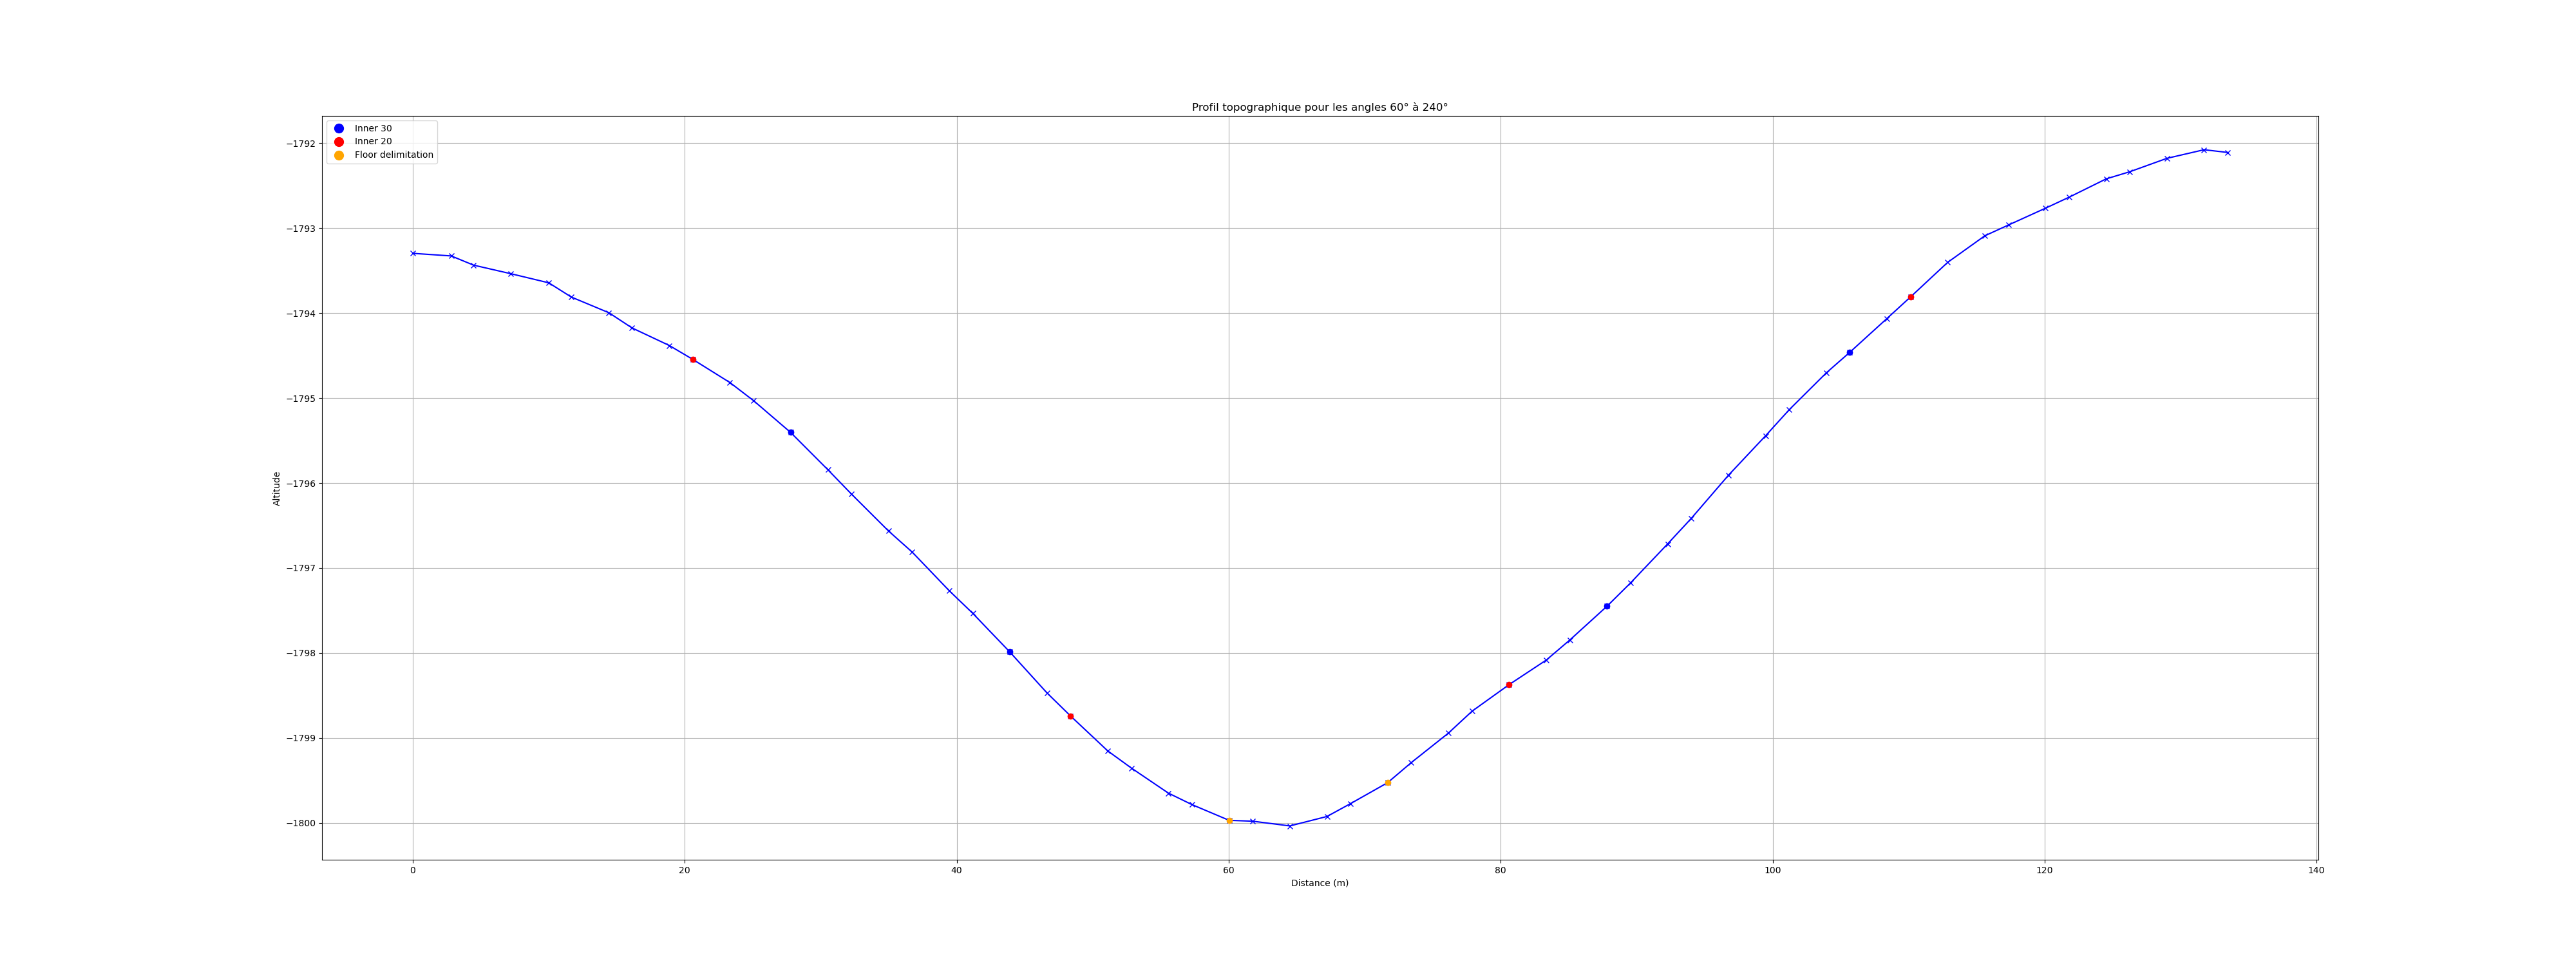 Profil topographique pour les angles 60° à 240°
Inner 30
Inner 20
Floor delimitation
Altitude
−1792
−1793
−1794
−1795
−1796
−1797
−1798
−1799
−1800
0
20
40
60
80
100
120
140
Distance (m)